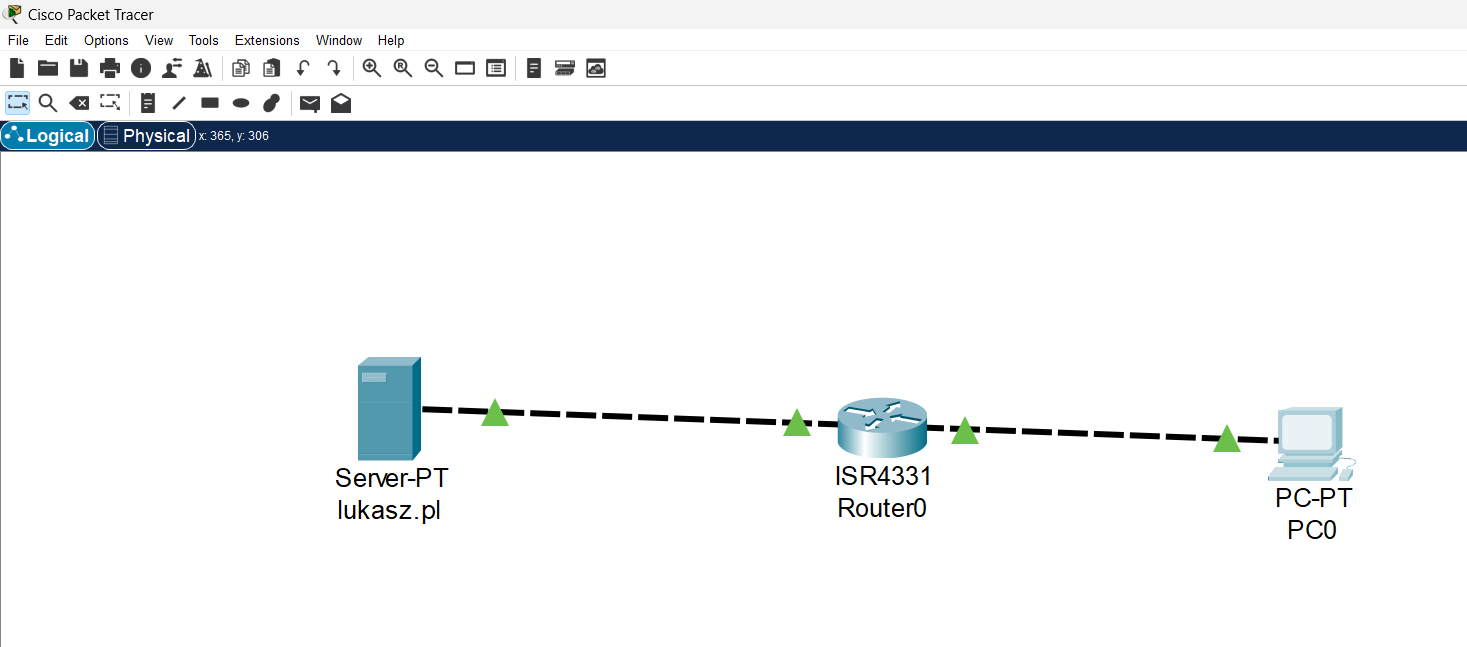 Cisco Packet Tracer
File Edit Options View Tools Extensions Window Help
Logical Physical x: 365, y: 306
Server-PT
lukasz.pl
ISR4331
Router0
PC-PT
PC0